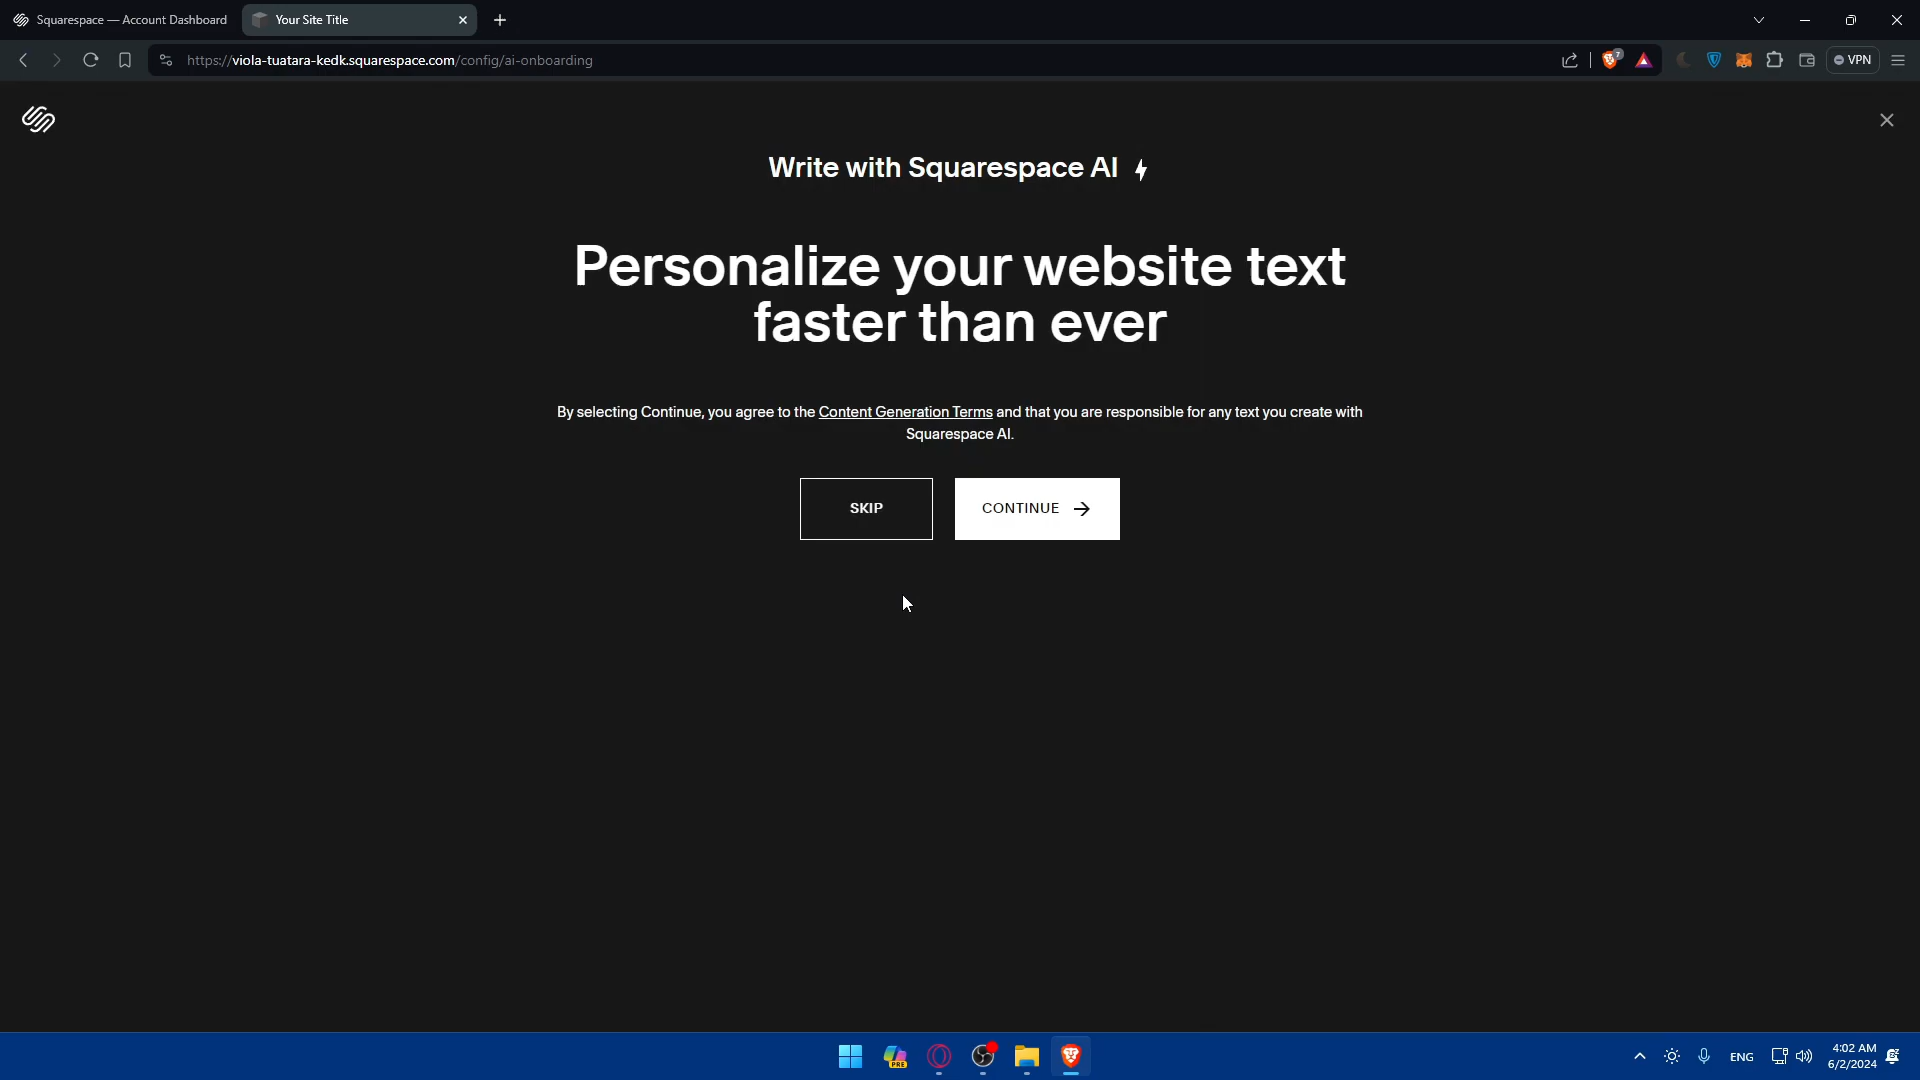 Squarespace — Account Dashboard
Your Site Title
https://viola-tuatara-kedk.squarespace.com/config/ai-onboarding
7
VPN
Write with Squarespace AI
Personalize your website text
faster than ever
By selecting Continue, you agree to the Content Generation Terms and that you are responsible for any text you create with
Squarespace AI.
SKIP
CONTINUE
PRE
ENG
4:02 AM
6/2/2024